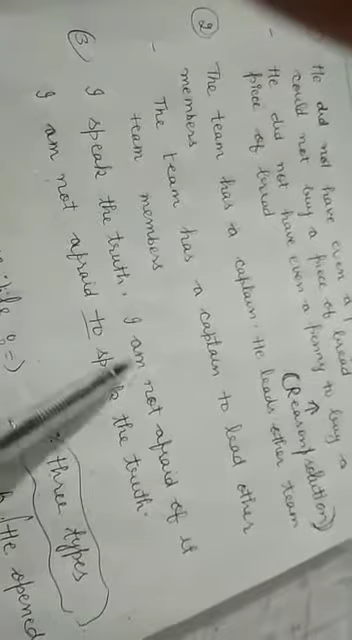 He did not have even a
could not buy a piece of bread
- He did not have even a penny to buy a
piece of bread
(Reason/solution)
② The team has a captain. He leads other team
members
- The team has a captain to lead other
team members
③ I speak the truth. I am not afraid of it
I am not afraid to speak the truth.
three types
He opened